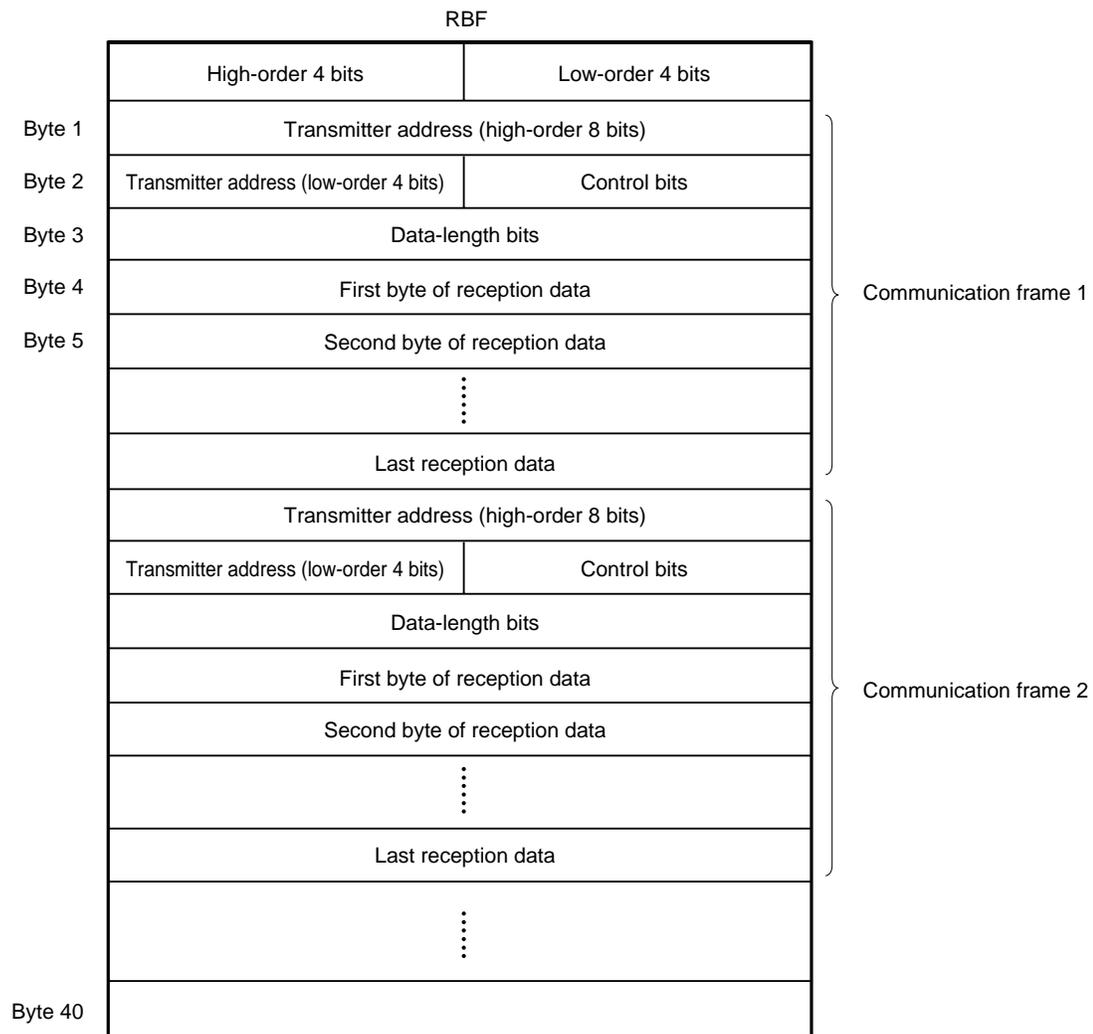 RBF
High-order 4 bits Low-order 4 bits
Byte 1 Transmitter address (high-order 8 bits)
Byte 2 Transmitter address (low-order 4 bits) Control bits
Byte 3 Data-length bits
Byte 4 First byte of reception data
Communication frame 1
Byte 5 Second byte of reception data
Last reception data
Transmitter address (high-order 8 bits)
Transmitter address (low-order 4 bits) Control bits
Data-length bits
First byte of reception data
Communication frame 2
Second byte of reception data
Last reception data
Byte 40